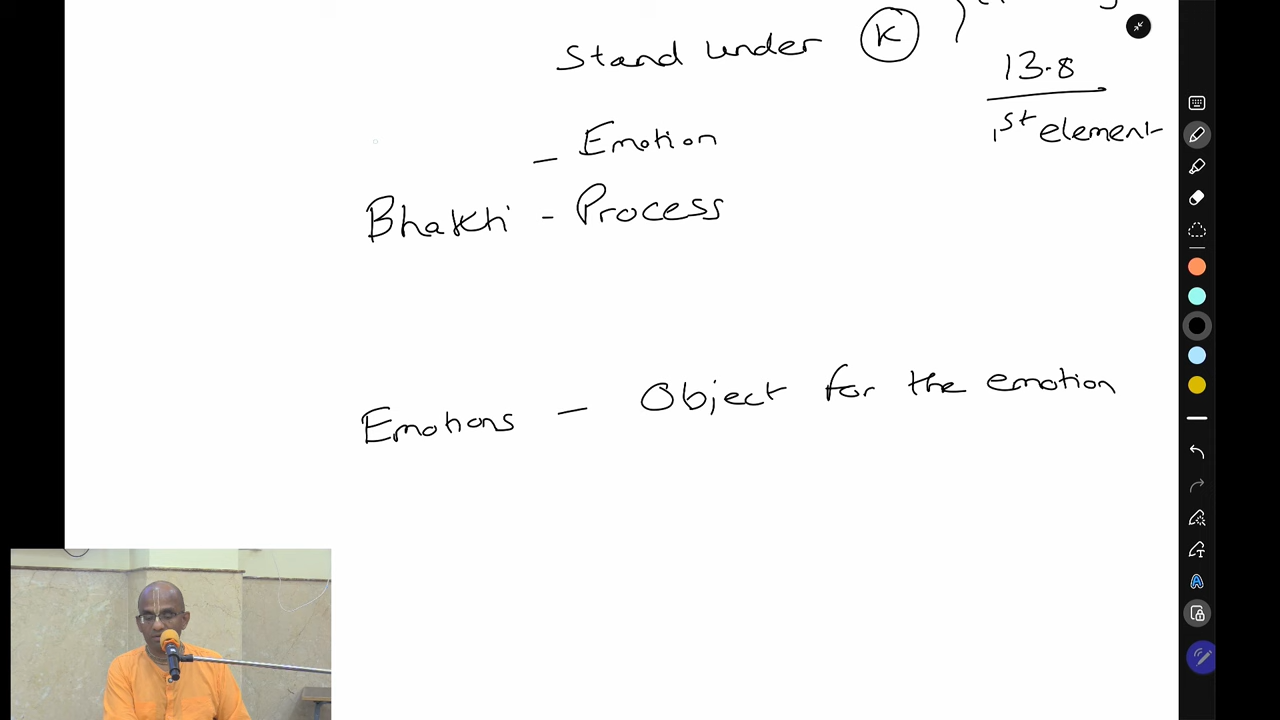 Stand under K
13.8
1st element
- Emotion
Bhakti - Process
Emotions - Object for the emotion